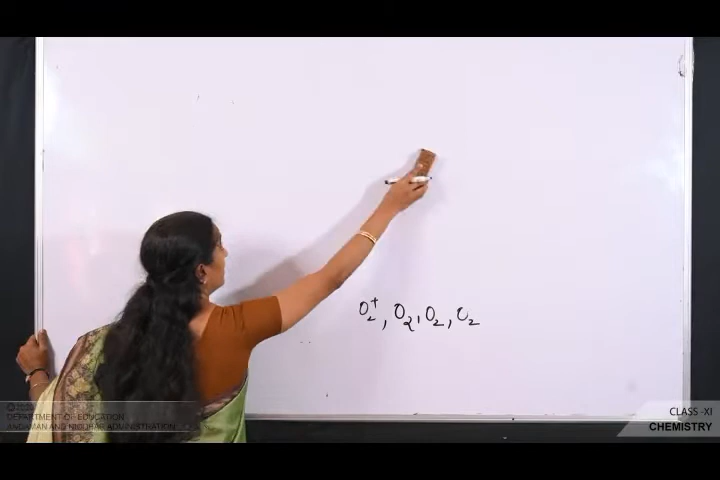 O₂⁺, O₂, O₂, O₂
DEPARTMENT OF EDUCATION
ANDAMAN AND NICOBAR ADMINISTRATION
CLASS -XI
CHEMISTRY